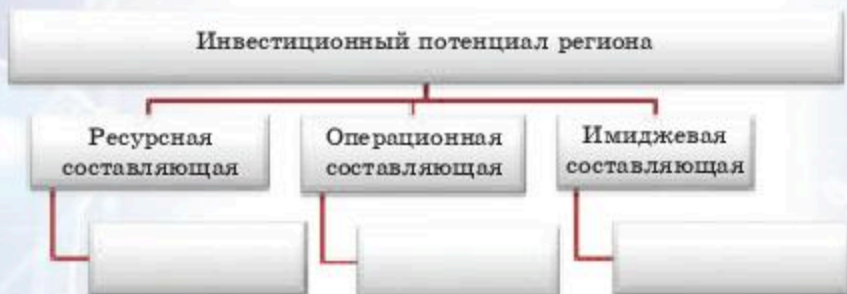 Инвестиционный потенциал региона
Ресурсная
составляющая
Операционная
составляющая
Имиджевая
составляющая